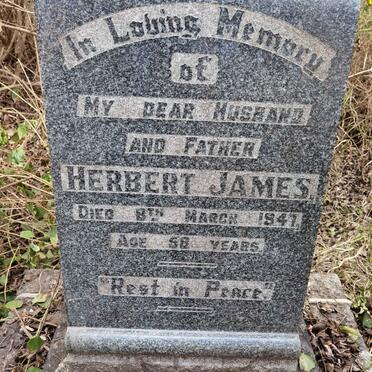 In Loving Memory
of
My Dear Husband
and Father
Herbert James
Died 8th March 1947,
Age 58 Years
"Rest in Peace"